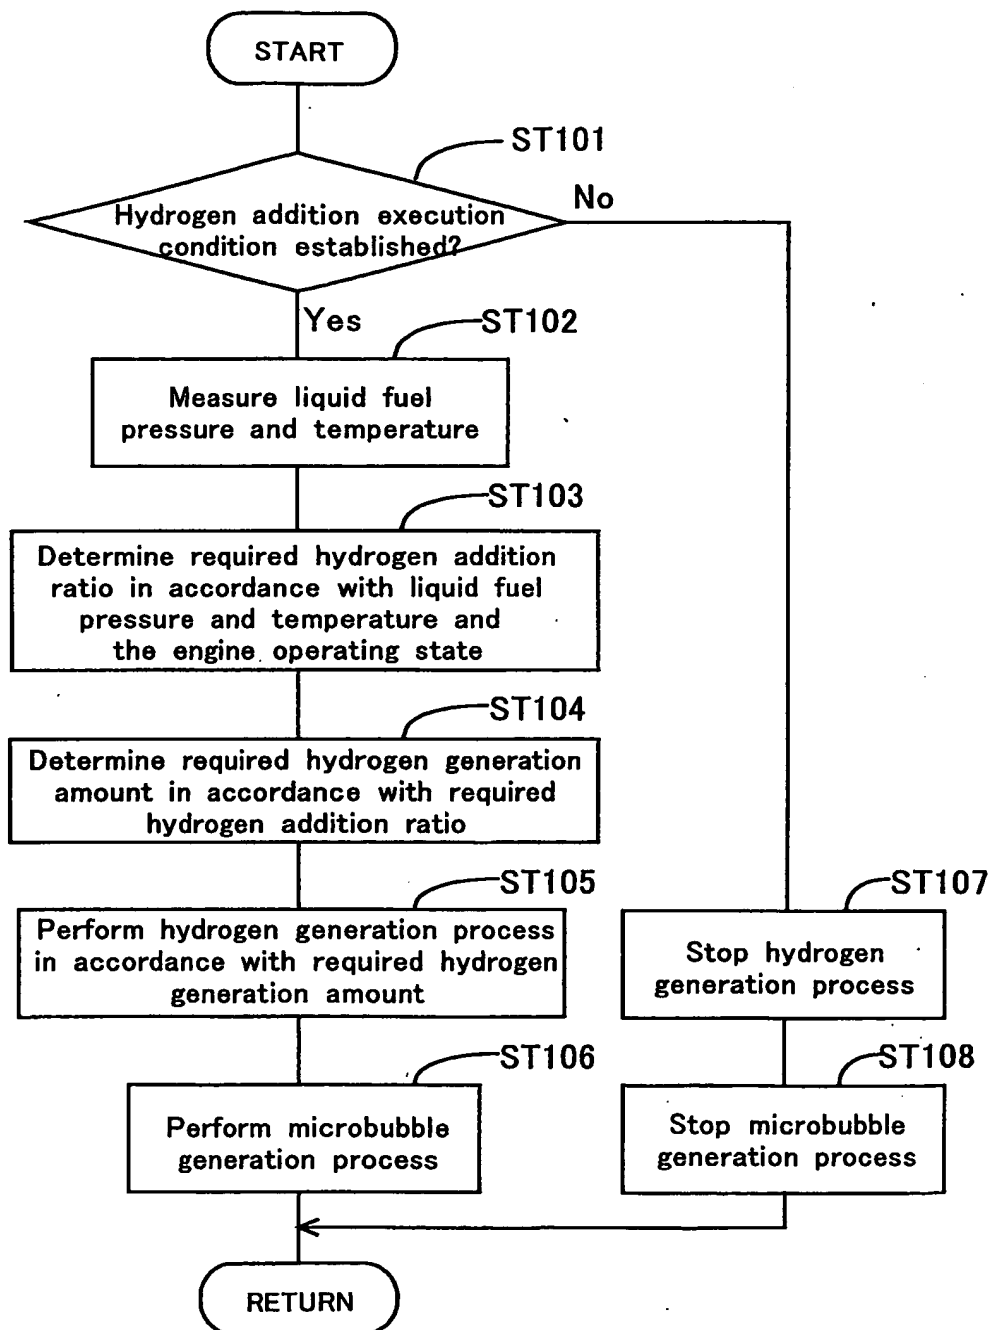 START
ST101
Hydrogen addition execution
condition established?
No
Yes
ST102
Measure liquid fuel
pressure and temperature
ST103
Determine required hydrogen addition
ratio in accordance with liquid fuel
pressure and temperature and
the engine operating state
ST104
Determine required hydrogen generation
amount in accordance with required
hydrogen addition ratio
ST105
Perform hydrogen generation process
in accordance with required hydrogen
generation amount
ST107
Stop hydrogen
generation process
ST106
Perform microbubble
generation process
ST108
Stop microbubble
generation process
RETURN